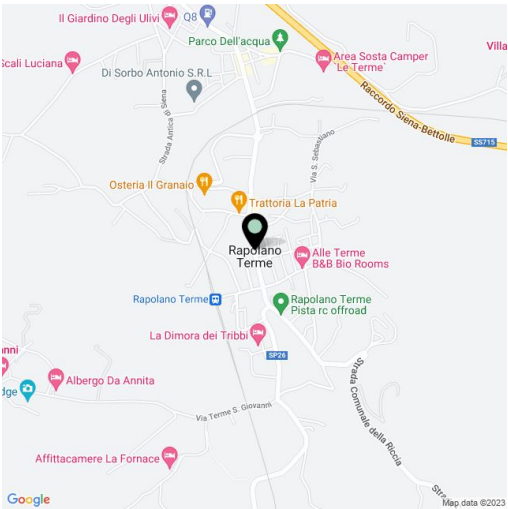 Il Giardino Degli Ulivi
Q8
Parco Dell'acqua
Villa
Scali Luciana
Area Sosta Camper
`Le Terme`
Di Sorbo Antonio S.R.L
Raccordo Siena-Bettolle
SS715
Strada Antica
di Siena
Via S. Sebastiano
Osteria Il Granaio
Trattoria La Patria
Rapolano
Terme
Alle Terme
B&B Bio Rooms
Rapolano Terme
Rapolano Terme
Pista rc offroad
La Dimora dei Tribbi
SP26
anni
Albergo Da Annita
dge
Strada Comunale della Riccia
Via Terme S. Giovanni
Affittacamere La Fornace
Stra
Google
Map data ©2023